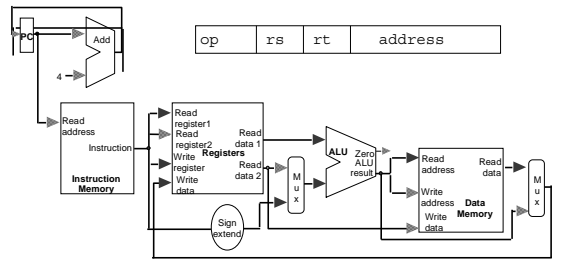 PC
Add
4
op rs rt address
Read
address
Instruction
Instruction
Memory
Read
register1
Read
register2
Write
register
Write
data
Registers
Read
data 1
Read
data 2
Sign
extend
M
u
x
ALU
Zero
ALU
result
Read
address
Write
address
Write
data
Read
data
Data
Memory
M
u
x